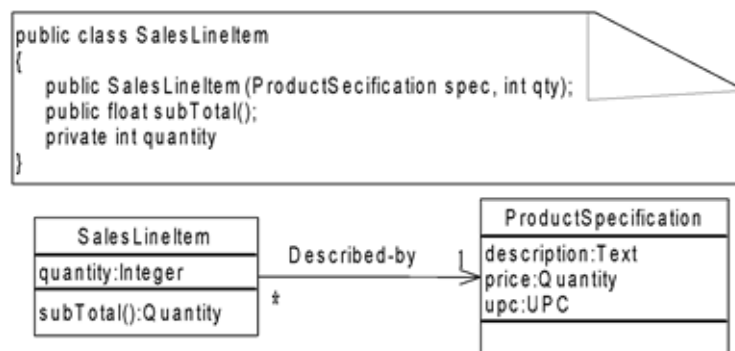 public class SalesLineItem
{
public SalesLineItem (ProductSecification spec, int qty);
public float subTotal();
private int quantity
}
SalesLineItem
quantity:Integer
subTotal():Quantity
Described-by
*
1
ProductSpecification
description:Text
price:Quantity
upc:UPC